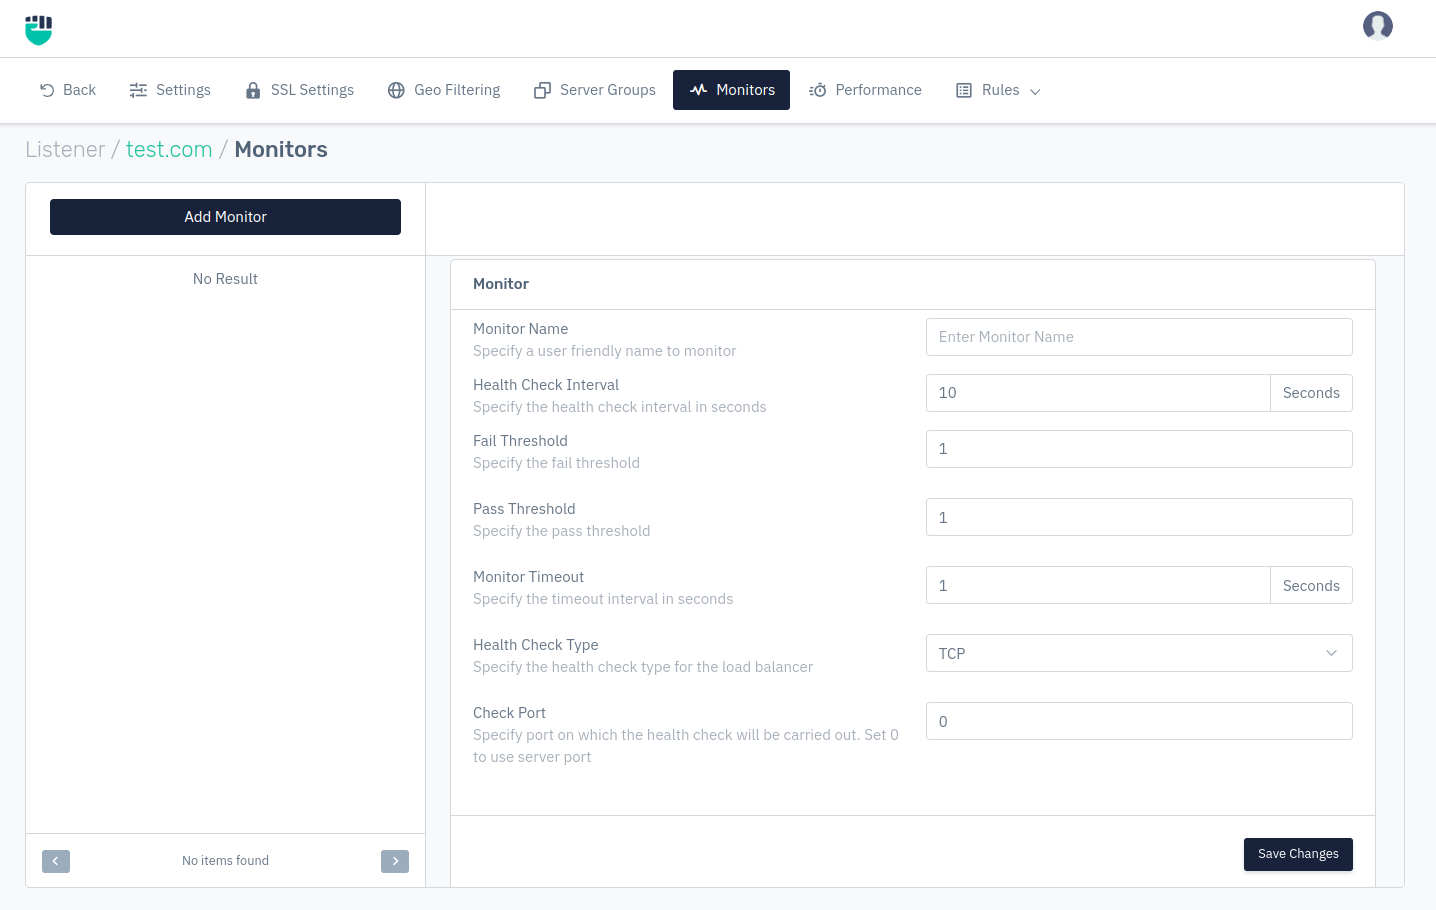 Back
Settings
SSL Settings
Geo Filtering
Server Groups
Monitors
Performance
Rules
Listener / test.com / Monitors
Add Monitor
No Result
Monitor
Monitor Name
Specify a user friendly name to monitor
Enter Monitor Name
Health Check Interval
Specify the health check interval in seconds
10
Seconds
Fail Threshold
Specify the fail threshold
1
Pass Threshold
Specify the pass threshold
1
Monitor Timeout
Specify the timeout interval in seconds
1
Seconds
Health Check Type
Specify the health check type for the load balancer
TCP
Check Port
Specify port on which the health check will be carried out. Set 0
to use server port
0
No items found
Save Changes